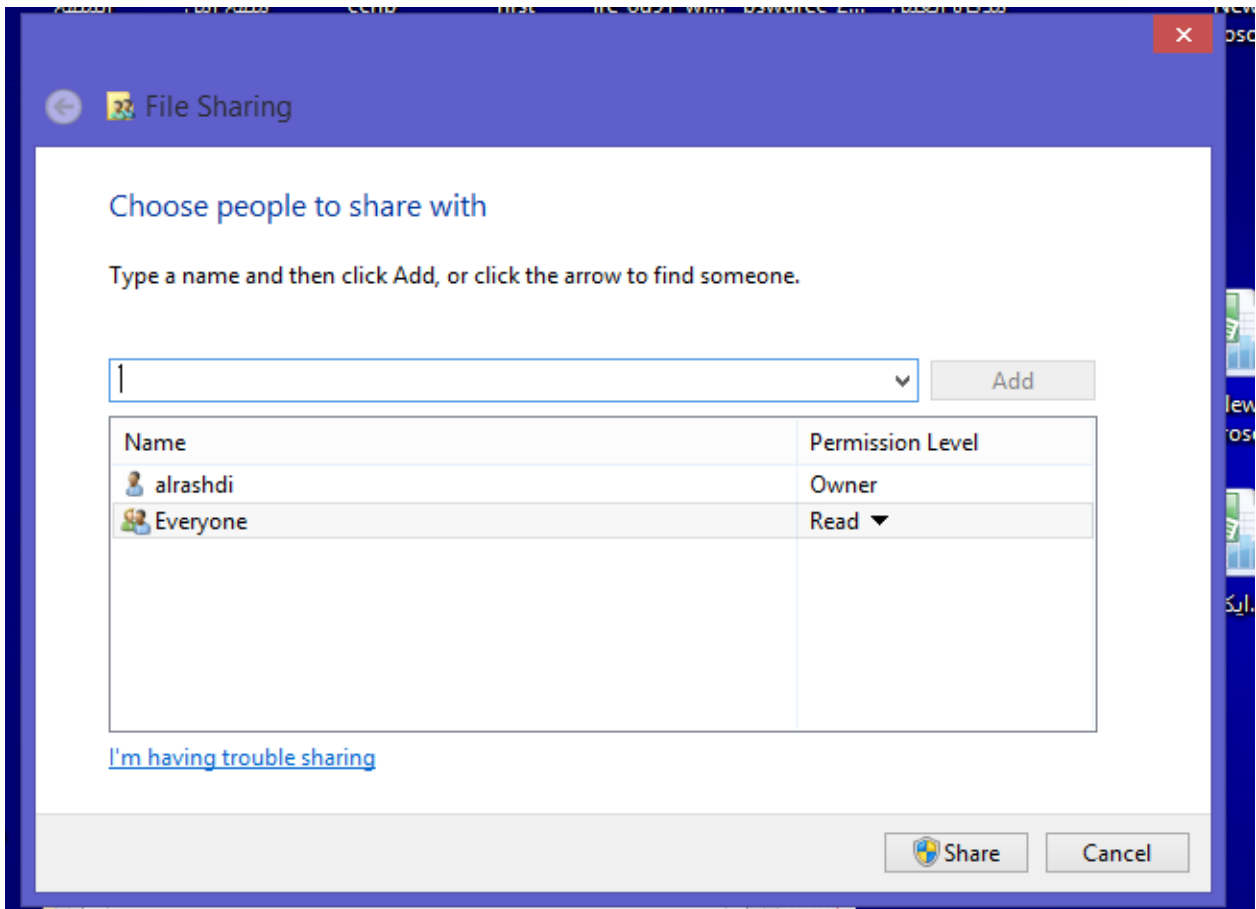 File Sharing
Choose people to share with
Type a name and then click Add, or click the arrow to find someone.
Add
Name Permission Level
alrashdi Owner
Everyone Read
I'm having trouble sharing
Share Cancel